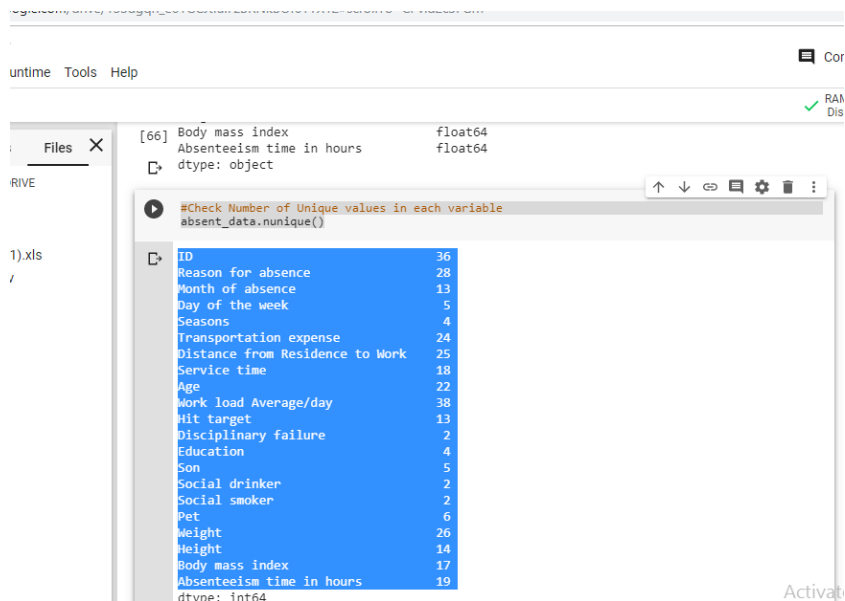 untime Tools Help
Con
RAM
Dis
Files
DRIVE
1).xls
[66] Body mass index float64
Absenteeism time in hours float64
dtype: object
#Check Number of Unique values in each variable
absent_data.nunique()
ID 36
Reason for absence 28
Month of absence 13
Day of the week 5
Seasons 4
Transportation expense 24
Distance from Residence to Work 25
Service time 18
Age 22
Work load Average/day 38
Hit target 13
Disciplinary failure 2
Education 4
Son 5
Social drinker 2
Social smoker 2
Pet 6
Weight 26
Height 14
Body mass index 17
Absenteeism time in hours 19
dtype: int64
Activate